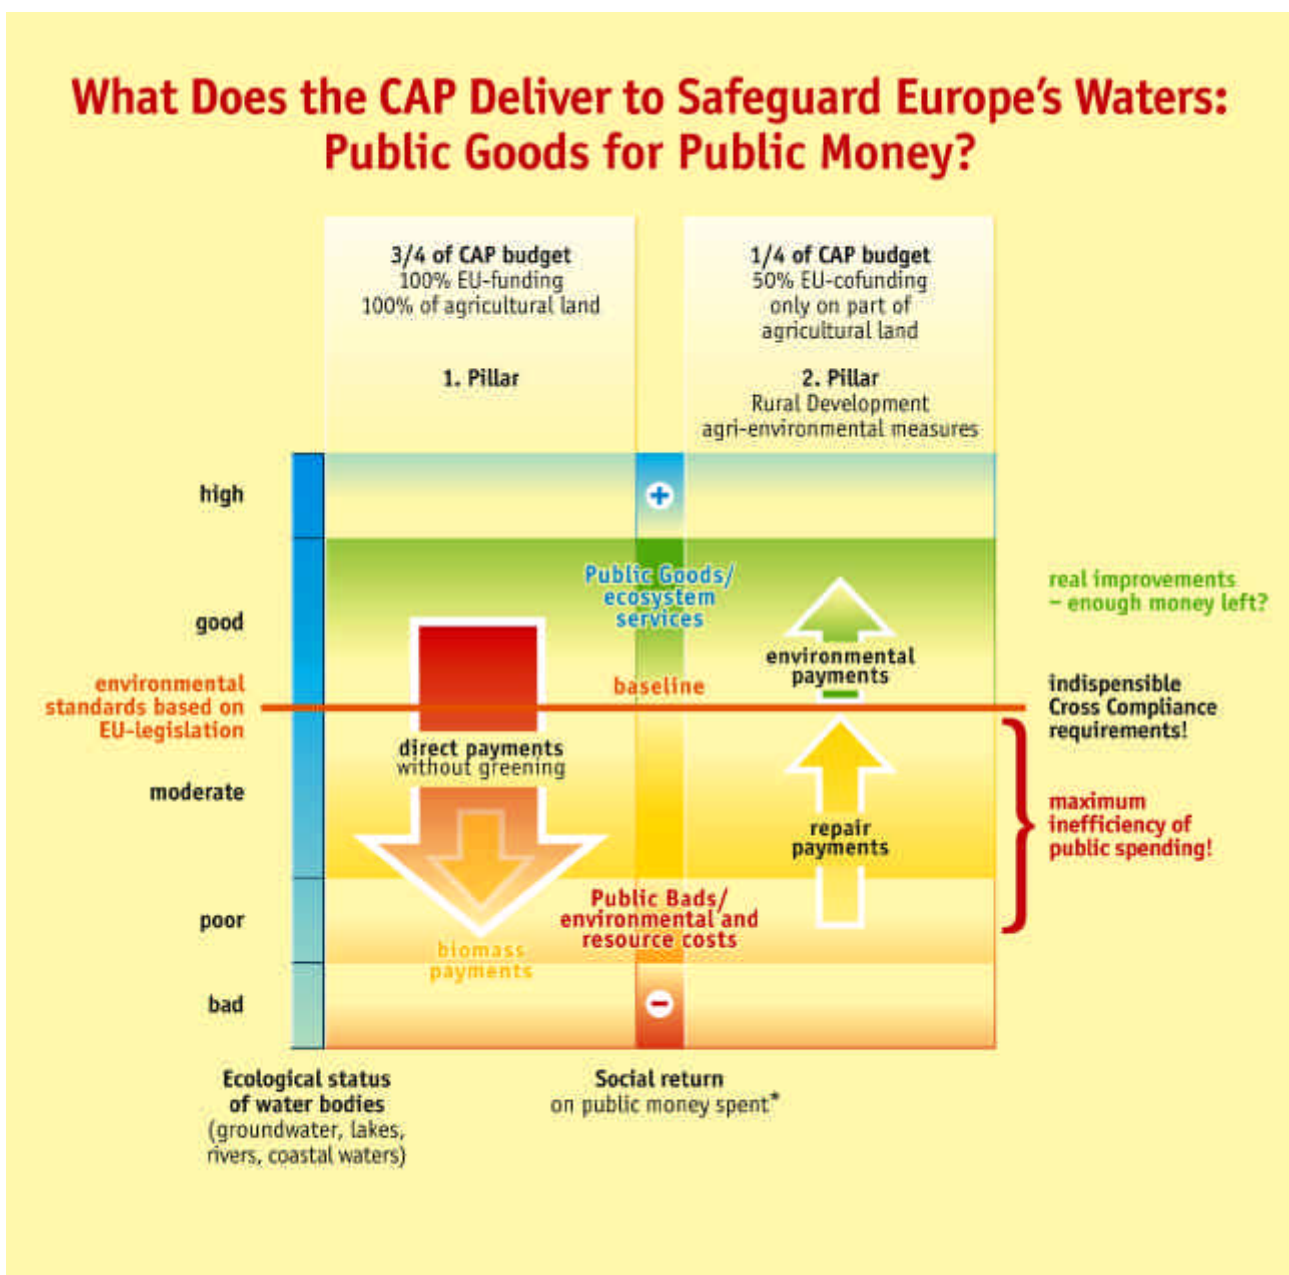 What Does the CAP Deliver to Safeguard Europe's Waters:
Public Goods for Public Money?
3/4 of CAP budget
100% EU-funding
100% of agricultural land
1. Pillar
1/4 of CAP budget
50% EU-cofunding
only on part of
agricultural land
2. Pillar
Rural Development
agri-environmental measures
high
good
environmental
standards based on
EU-legislation
moderate
poor
bad
+
Public Goods/
ecosystem
services
baseline
direct payments
without greening
biomass
payments
Public Bads/
environmental and
resource costs
−
environmental
payments
repair
payments
real improvements
– enough money left?
indispensible
Cross Compliance
requirements!
maximum
inefficiency of
public spending!
Ecological status
of water bodies
(groundwater, lakes,
rivers, coastal waters)
Social return
on public money spent*